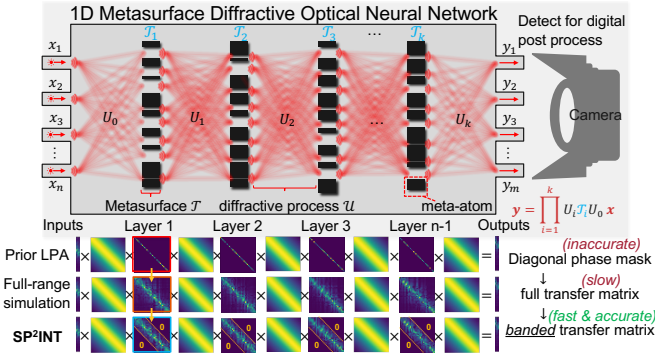 1D Metasurface Diffractive Optical Neural Network
Detect for digital
post process
x₁
x₂
x₃
⋮
xₙ
𝒯₁
𝒯₂
𝒯₃
...
𝒯ₖ
U₀
U₁
U₂
...
Uₖ
y₁
y₂
y₃
⋮
yₘ
Camera
Metasurface 𝒯
diffractive process 𝒰
meta-atom
y = ∏ᵢ₌₁ᵏ Uᵢ𝒯ᵢU₀ x
Inputs
Layer 1
Layer 2
Layer 3
Layer n-1
Outputs
Prior LPA
× × × × × × × × =
(inaccurate)
Diagonal phase mask
↓ (slow)
Full-range
simulation
× × × × × × × × =
full transfer matrix
↓ (fast & accurate)
SP²INT
× 0 0 × 0 0 × 0 0 × 0 0 =
banded transfer matrix